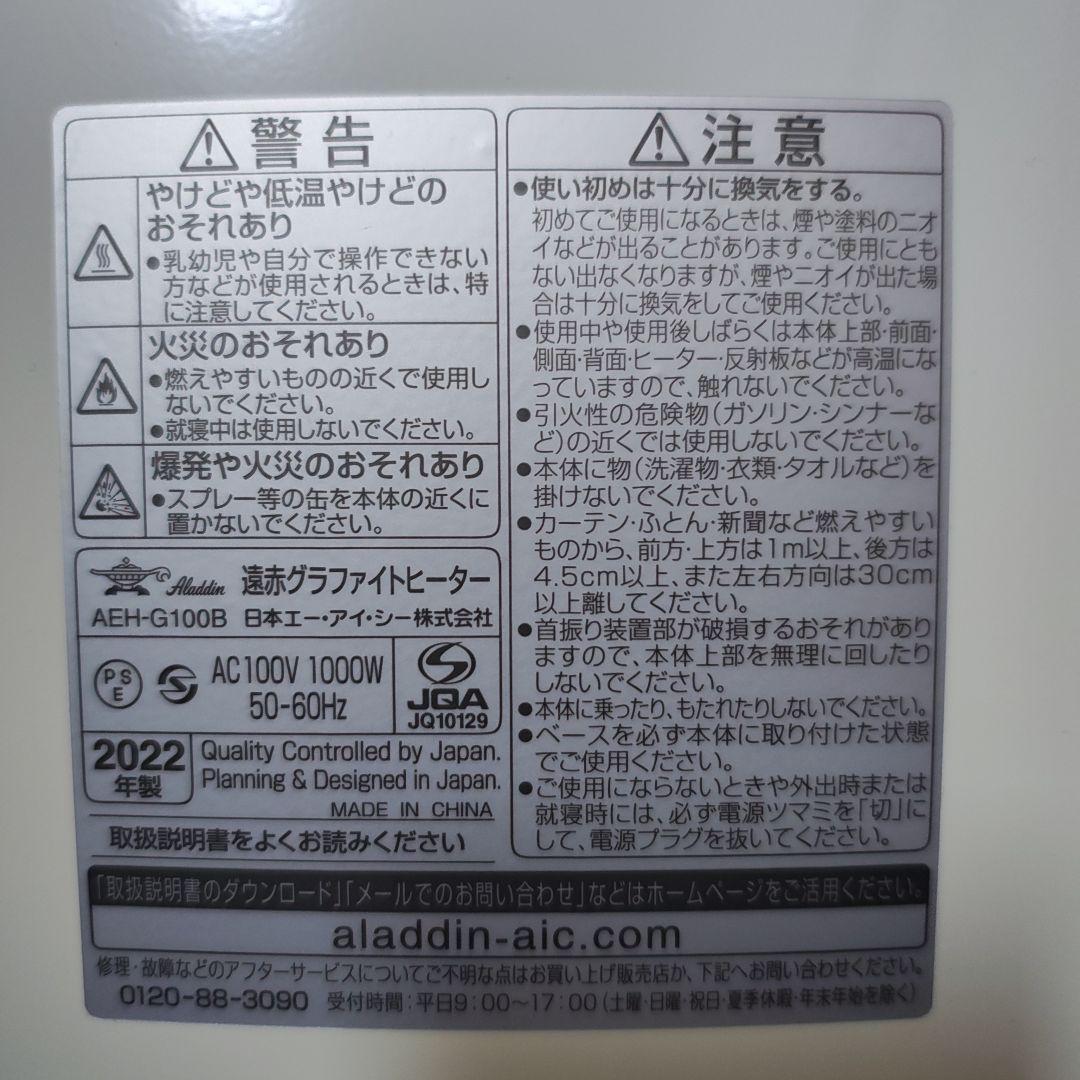 警告
やけどや低温やけどの
おそれあり
●乳幼児や自分で操作できない
方などが使用されるときは、特
に注意してください。
火災のおそれあり
●燃えやすいものの近くで使用し
ないでください。
●就寝中は使用しないでください。
爆発や火災のおそれあり
●スプレー等の缶を本体の近くに
置かないでください。
Aladdin 遠赤グラファイトヒーター
AEH-G100B 日本エー・アイ・シー株式会社
PS
E
AC100V 1000W
50-60Hz
JQA
JQ10129
2022
年製
Quality Controlled by Japan.
Planning & Designed in Japan.
MADE IN CHINA
取扱説明書をよくお読みください
注意
●使い初めは十分に換気をする。
初めてご使用になるときは、煙や塗料のニオ
イなどが出ることがあります。ご使用にとも
ない出なくなりますが、煙やニオイが出た場
合は十分に換気をしてご使用ください。
●使用中や使用後しばらくは本体上部・前面・
側面・背面・ヒーター・反射板などが高温にな
っていますので、触れないでください。
●引火性の危険物(ガソリン・シンナーな
ど)の近くでは使用しないでください。
●本体に物(洗濯物・衣類・タオルなど)を
掛けないでください。
●カーテン・ふとん・新聞など燃えやすい
ものから、前方・上方は1m以上、後方は
4.5cm以上、また左右方向は30cm
以上離してください。
●首振り装置部が破損するおそれがあり
ますので、本体上部を無理に回したり
しないでください。
●本体に乗ったり、もたれたりしないでください。
●ベースを必ず本体に取り付けた状態
でご使用ください。
●ご使用にならないときや外出時または
就寝時には、必ず電源ツマミを「切」に
して、電源プラグを抜いてください。
「取扱説明書のダウンロード」「メールでのお問い合わせ」などはホームページをご活用ください。
aladdin-aic.com
修理・故障などのアフターサービスについてご不明な点はお買い上げ販売店か、下記へお問い合わせください。
0120-88-3090 受付時間:平日9:00〜17:00(土曜・日曜・祝日・夏季休暇・年末年始を除く)